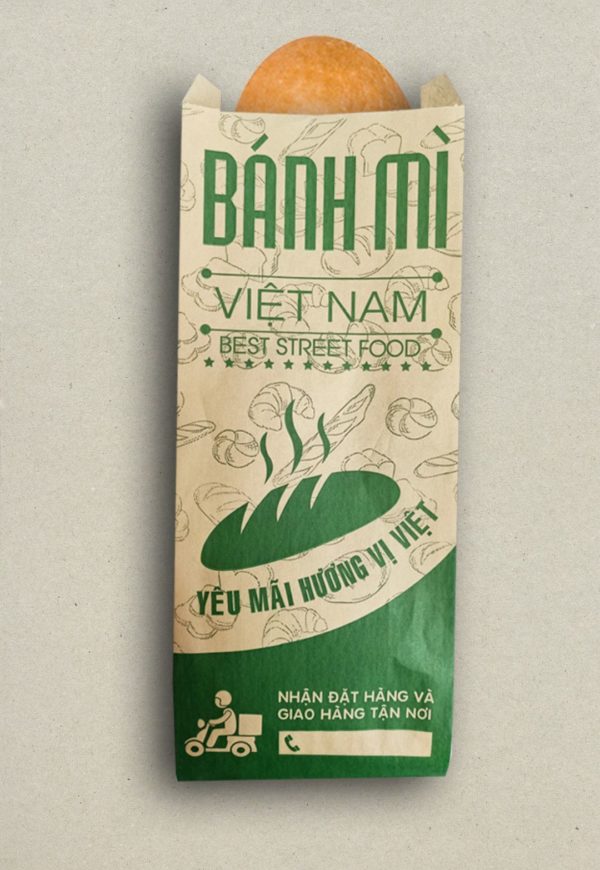 BÁNH MÌ
VIỆT NAM
BEST STREET FOOD
YÊU MÃI HƯƠNG VỊ VIỆT
NHẬN ĐẶT HÀNG VÀ
GIAO HÀNG TẬN NƠI